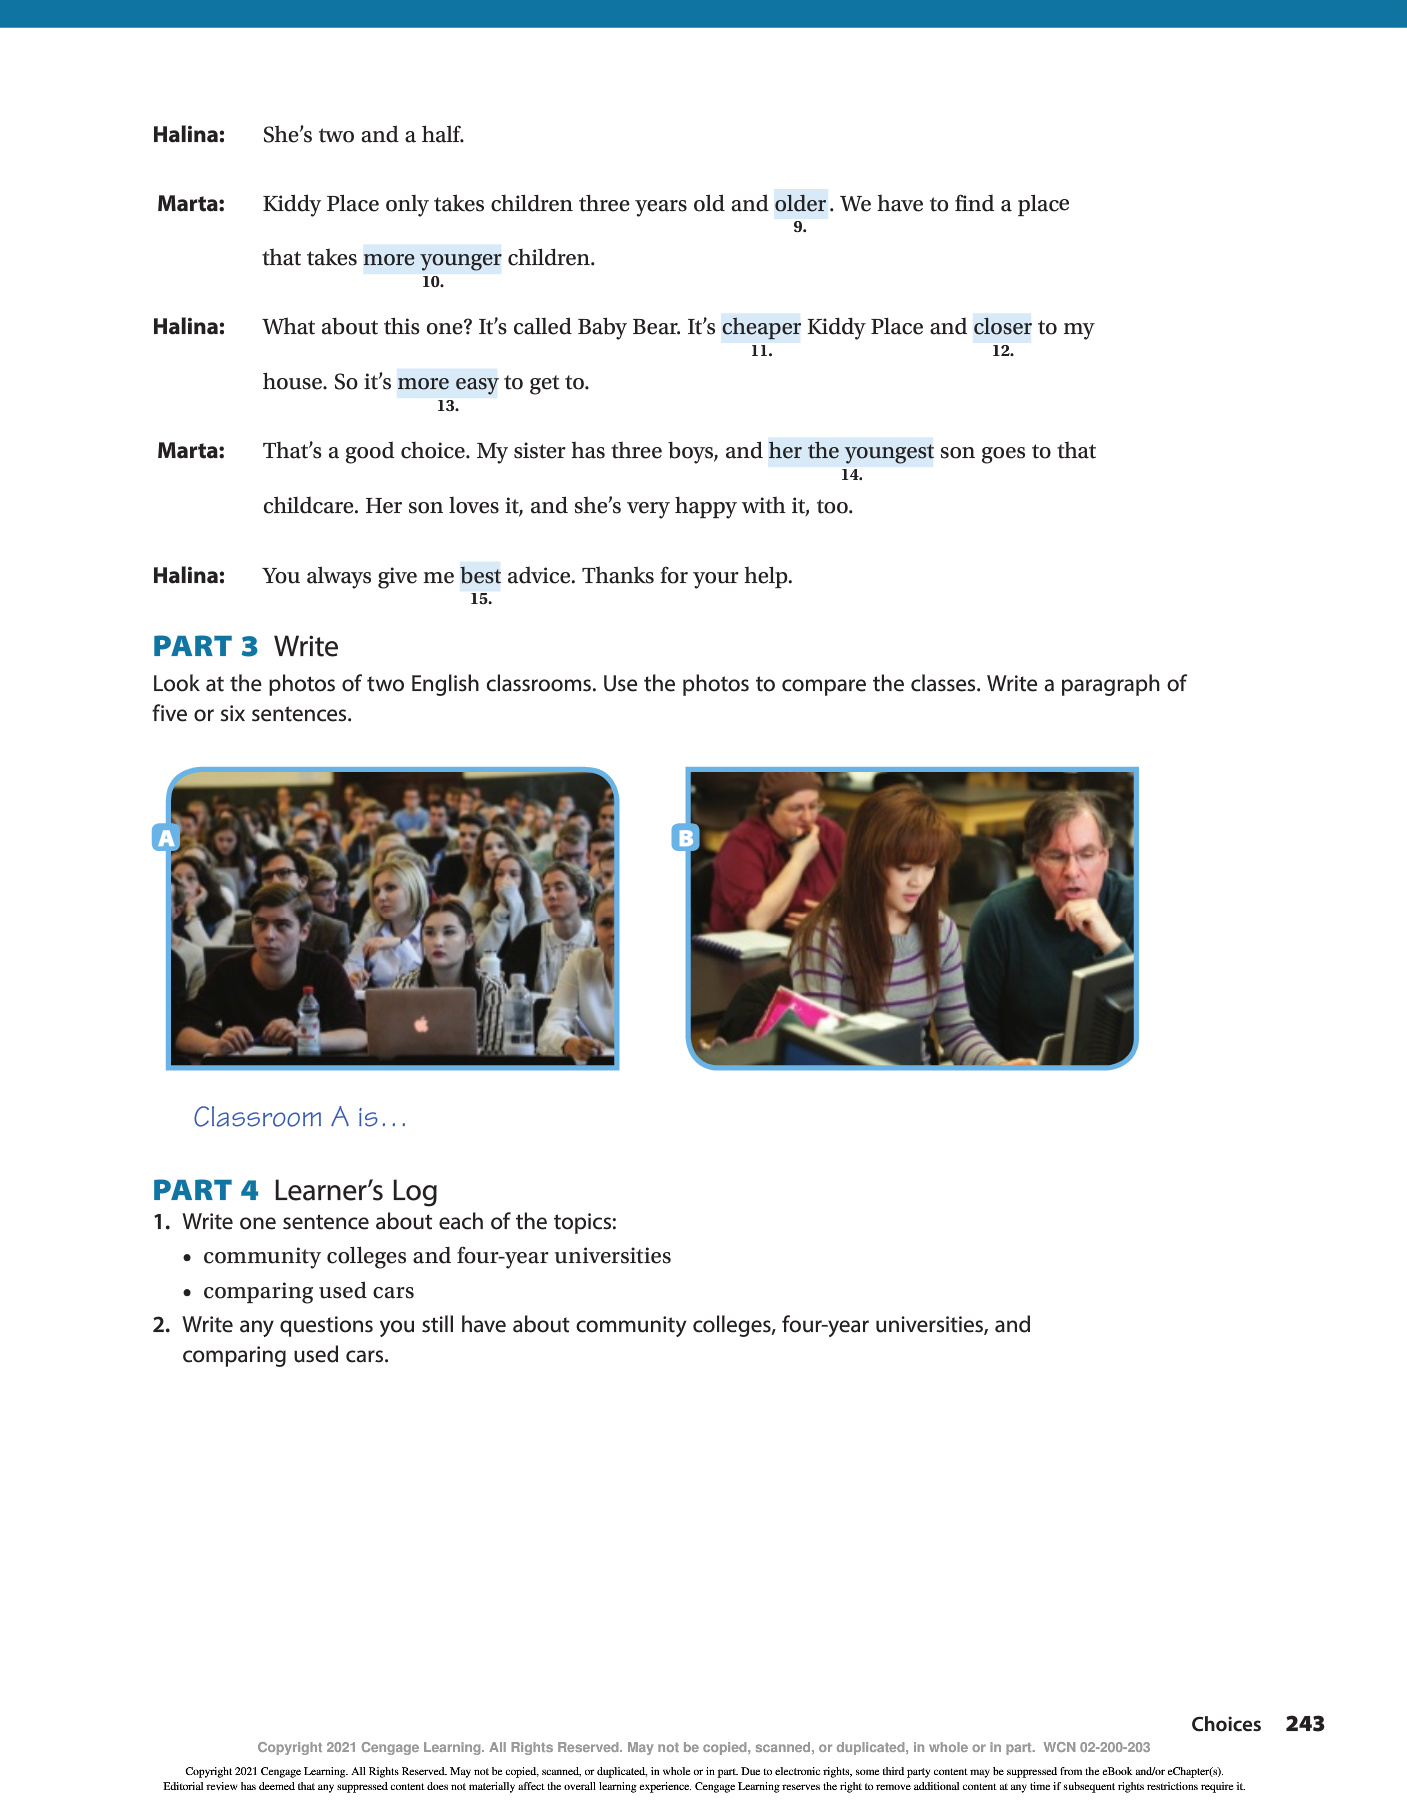 Halina: She's two and a half.
Marta: Kiddy Place only takes children three years old and older. We have to find a place
9.
that takes more younger children.
10.
Halina: What about this one? It's called Baby Bear. It's cheaper Kiddy Place and closer to my
11. 12.
house. So it's more easy to get to.
13.
Marta: That's a good choice. My sister has three boys, and her the youngest son goes to that
14.
childcare. Her son loves it, and she's very happy with it, too.
Halina: You always give me best advice. Thanks for your help.
15.
PART 3 Write
Look at the photos of two English classrooms. Use the photos to compare the classes. Write a paragraph of
five or six sentences.
A B
Classroom A is...
PART 4 Learner's Log
1. Write one sentence about each of the topics:
• community colleges and four-year universities
• comparing used cars
2. Write any questions you still have about community colleges, four-year universities, and
comparing used cars.
Choices 243
Copyright 2021 Cengage Learning. All Rights Reserved. May not be copied, scanned, or duplicated, in whole or in part. WCN 02-200-203
Copyright 2021 Cengage Learning. All Rights Reserved. May not be copied, scanned, or duplicated, in whole or in part. Due to electronic rights, some third party content may be suppressed from the eBook and/or eChapter(s).
Editorial review has deemed that any suppressed content does not materially affect the overall learning experience. Cengage Learning reserves the right to remove additional content at any time if subsequent rights restrictions require it.